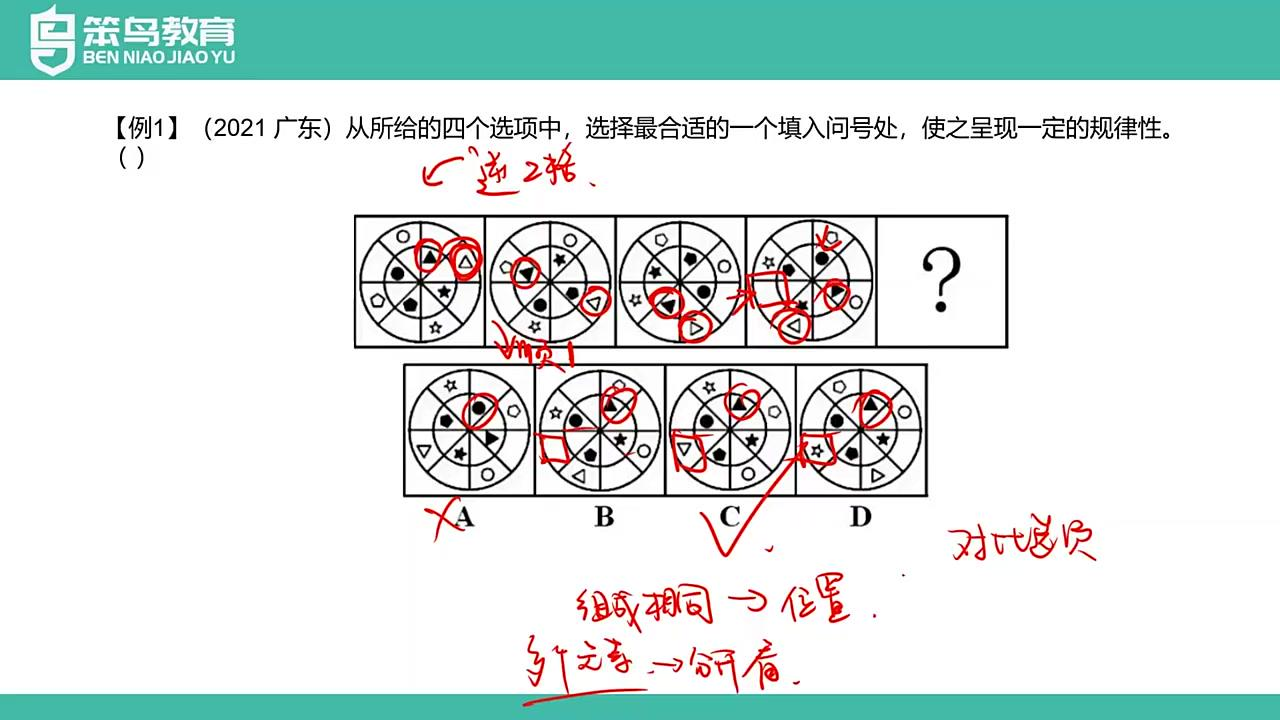 笨鸟教育
BEN NIAO JIAO YU
【例1】（2021 广东）从所给的四个选项中，选择最合适的一个填入问号处，使之呈现一定的规律性。
（ ）
逆2格、
?
顺1
A B C D
对比选项
组成相同→位置.
多个元素→分开看.